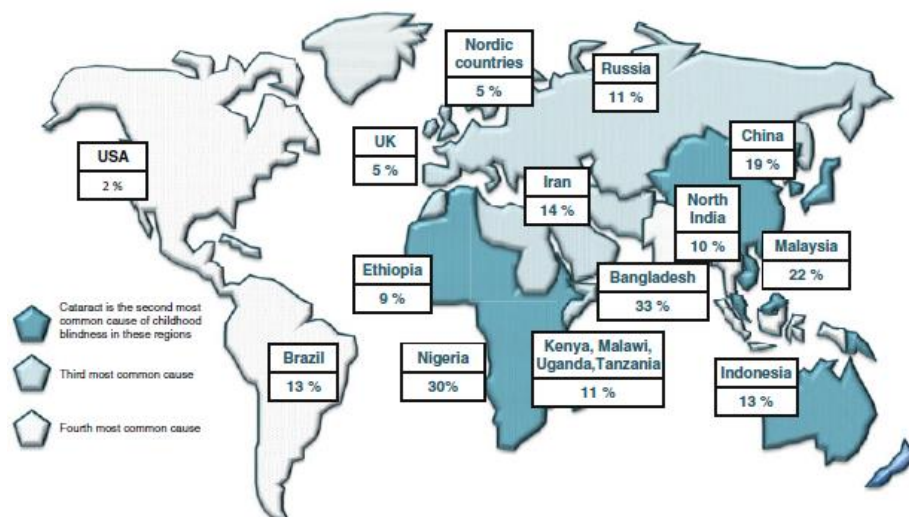 Nordic
countries
5 %
Russia
11 %
USA
2 %
UK
5 %
China
19 %
Iran
14 %
North
India
10 %
Malaysia
22 %
Ethiopia
9 %
Bangladesh
33 %
Cataract is the second most
common cause of childhood
blindness in these regions
Third most common cause
Fourth most common cause
Brazil
13 %
Nigeria
30%
Kenya, Malawi,
Uganda,Tanzania
11 %
Indonesia
13 %